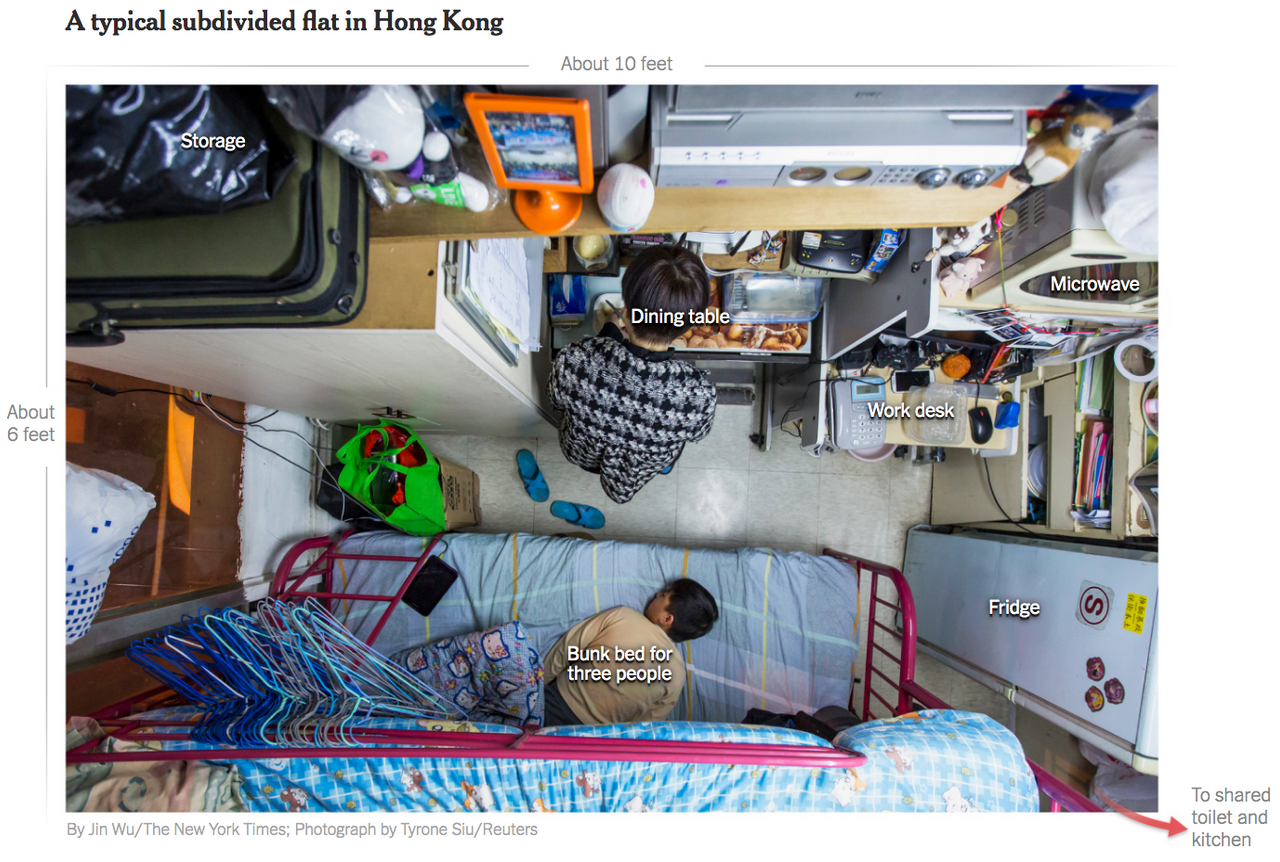 A typical subdivided flat in Hong Kong
About 10 feet
Storage
Microwave
Dining table
About
6 feet
Work desk
Fridge
S
Bunk bed for
three people
To shared
toilet and
kitchen
By Jin Wu/The New York Times; Photograph by Tyrone Siu/Reuters